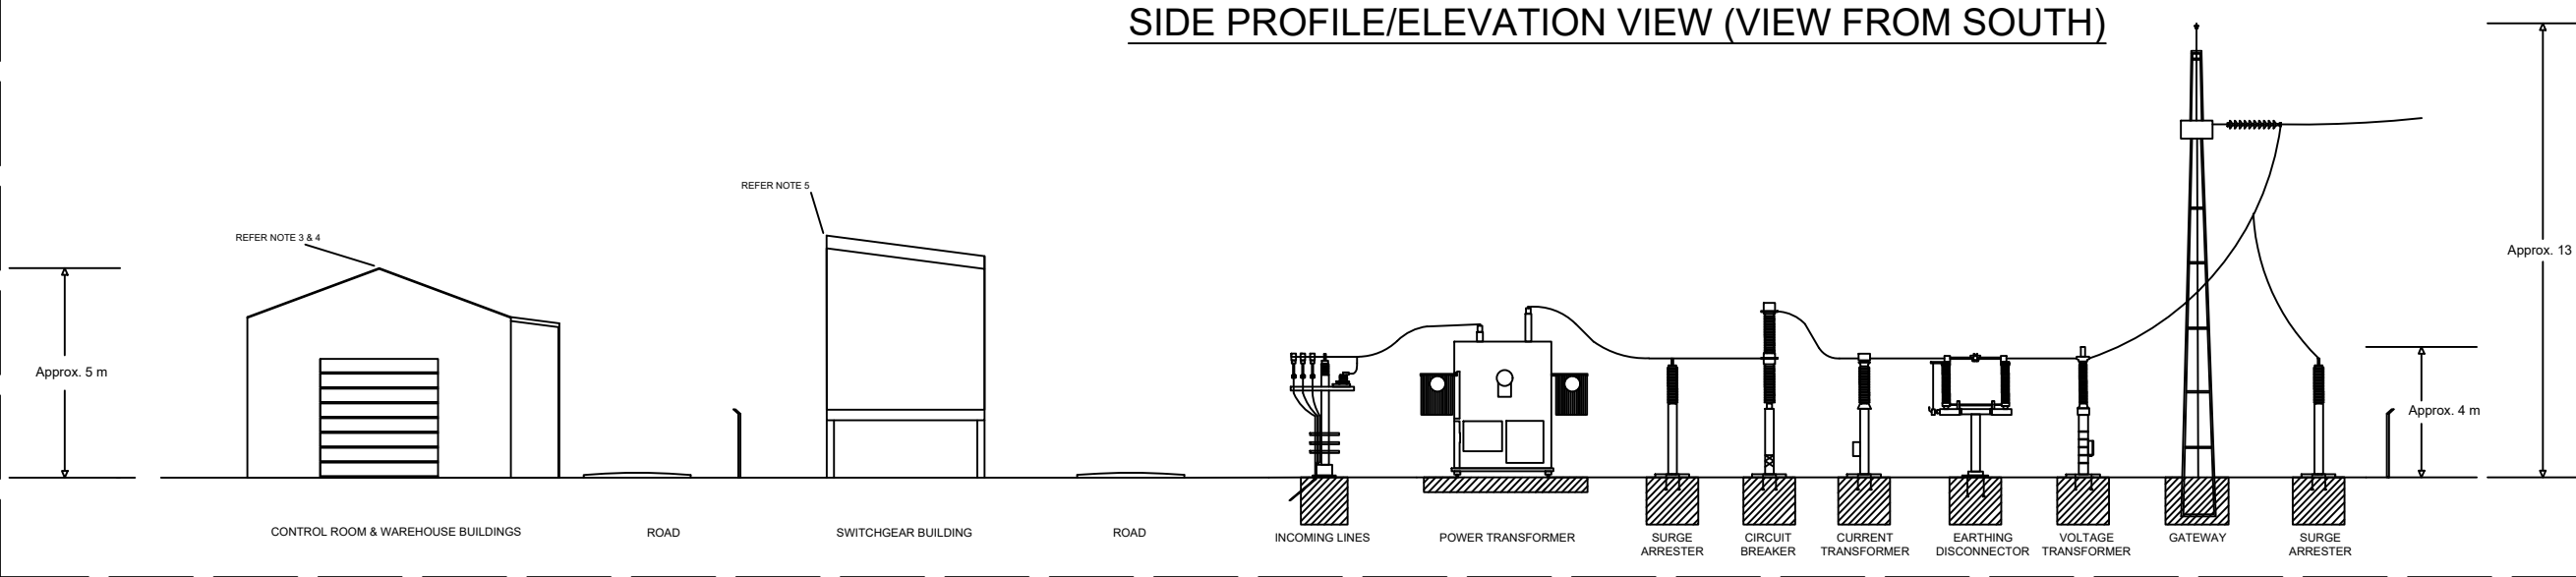 SIDE PROFILE/ELEVATION VIEW (VIEW FROM SOUTH)
REFER NOTE 5
REFER NOTE 3 & 4
Approx. 13
Approx. 5 m
Approx. 4 m
CONTROL ROOM & WAREHOUSE BUILDINGS
ROAD
SWITCHGEAR BUILDING
ROAD
INCOMING LINES
POWER TRANSFORMER
SURGE
ARRESTER
CIRCUIT
BREAKER
CURRENT
TRANSFORMER
EARTHING
DISCONNECTOR
VOLTAGE
TRANSFORMER
GATEWAY
SURGE
ARRESTER